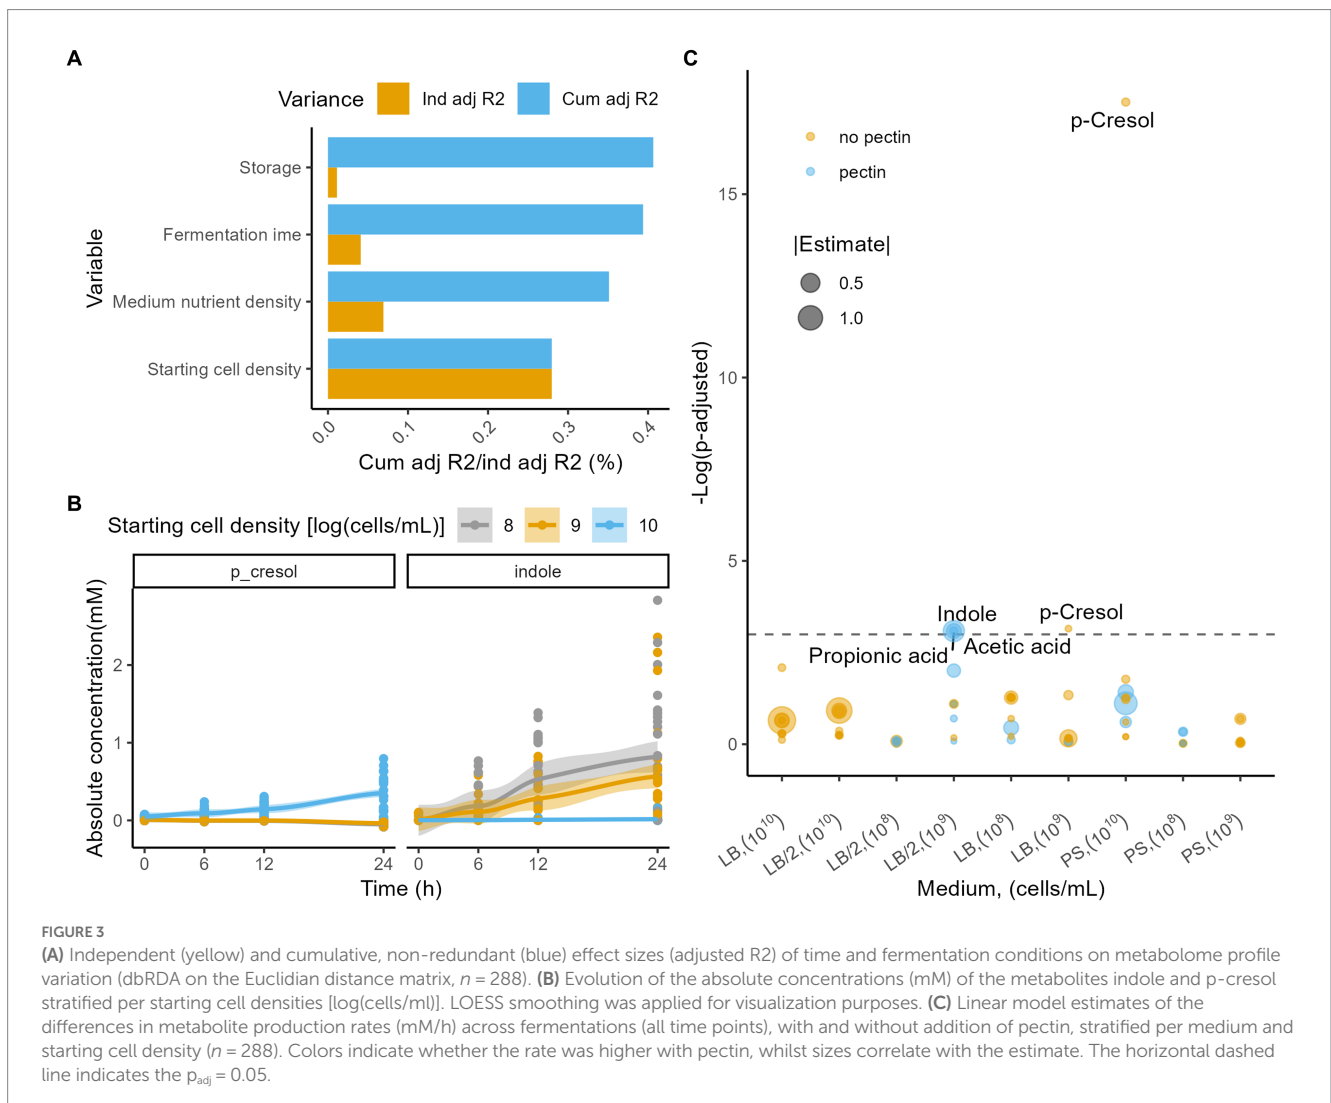 A
Variance Ind adj R2 Cum adj R2
Variable
Storage
Fermentation ime
Medium nutrient density
Starting cell density
0.0 0.1 0.2 0.3 0.4
Cum adj R2/ind adj R2 (%)
B
Starting cell density [log(cells/mL)] 8 9 10
p_cresol indole
Absolute concentration(mM)
2
1
0
0 6 12 24 0 6 12 24
Time (h)
C
p-Cresol
no pectin
pectin
|Estimate|
0.5
1.0
-Log(p-adjusted)
15
10
5
0
Indole p-Cresol
Propionic acid Acetic acid
LB,(10¹⁰) LB/2,(10¹⁰) LB/2,(10⁸) LB/2,(10⁹) LB,(10⁸) LB,(10⁹) PS,(10¹⁰) PS,(10⁸) PS,(10⁹)
Medium, (cells/mL)
FIGURE 3
(A) Independent (yellow) and cumulative, non-redundant (blue) effect sizes (adjusted R2) of time and fermentation conditions on metabolome profile
variation (dbRDA on the Euclidian distance matrix, n = 288). (B) Evolution of the absolute concentrations (mM) of the metabolites indole and p-cresol
stratified per starting cell densities [log(cells/ml)]. LOESS smoothing was applied for visualization purposes. (C) Linear model estimates of the
differences in metabolite production rates (mM/h) across fermentations (all time points), with and without addition of pectin, stratified per medium and
starting cell density (n = 288). Colors indicate whether the rate was higher with pectin, whilst sizes correlate with the estimate. The horizontal dashed
line indicates the padj = 0.05.